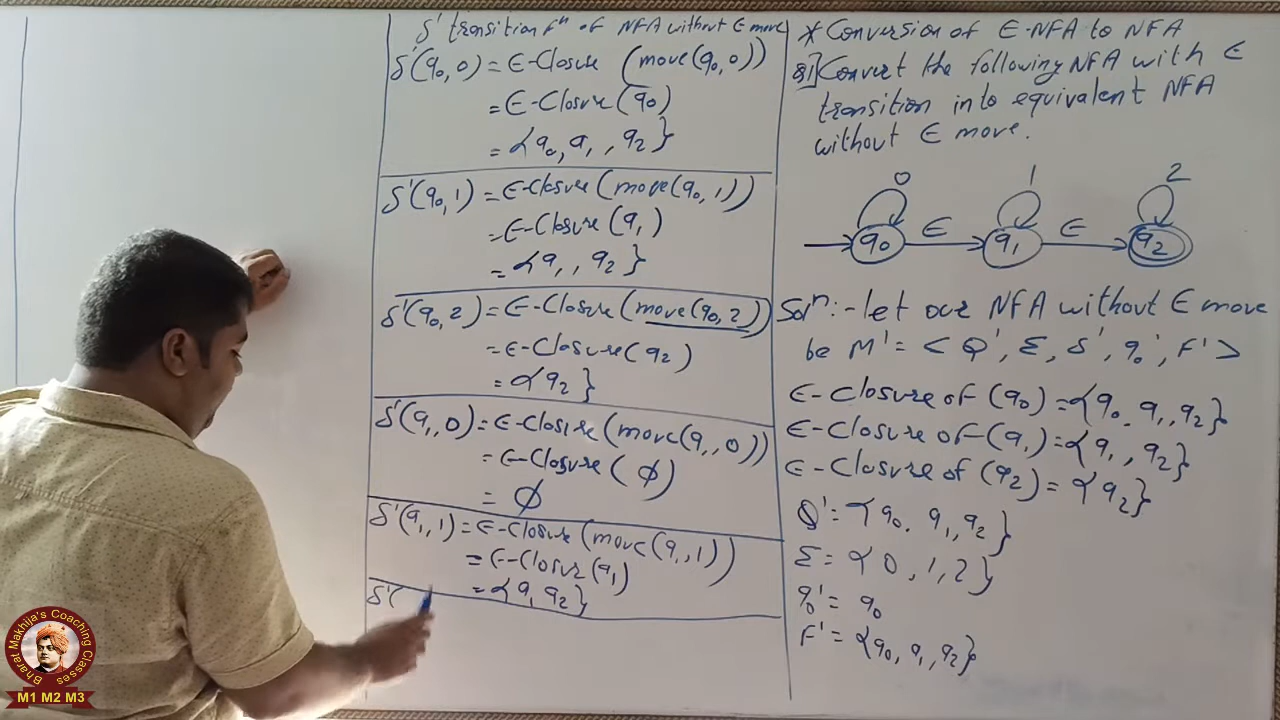 δ' transition Fⁿ of NFA without ∈ move
δ'(q₀, 0) = ∈-Closure (move(q₀, 0))
= ∈-Closure(q₀)
= {q₀, q₁, q₂}
δ'(q₀, 1) = ∈-Closure(move(q₀, 1))
= ∈-Closure(q₁)
= {q₁, q₂}
δ'(q₀, 2) = ∈-Closure(move(q₀, 2))
= ∈-Closure(q₂)
= {q₂}
δ'(q₁, 0) = ∈-Closure(move(q₁, 0))
= ∈-Closure(ϕ)
= ϕ
δ'(q₁, 1) = ∈-Closure(move(q₁, 1))
= ∈-Closur(q₁)
= {q₁ q₂}
δ'(
* Conversion of ∈-NFA to NFA
Q1] Convert the following NFA with ∈
transition into equivalent NFA
without ∈ move.
0 1 2
q₀ ∈ q₁ ∈ q₂
Solⁿ:- let our NFA without ∈ move
be M' = < Q', Σ, δ', q₀', F' >
∈-Closure of (q₀) = {q₀, q₁, q₂}
∈-Closure of (q₁) = {q₁, q₂}
∈-Closure of (q₂) = {q₂}
Q' = {q₀, q₁, q₂}
Σ = {0, 1, 2}
q₀' = q₀
F' = {q₀, q₁, q₂}
Bharat Makhija's Coaching Classes
M1 M2 M3